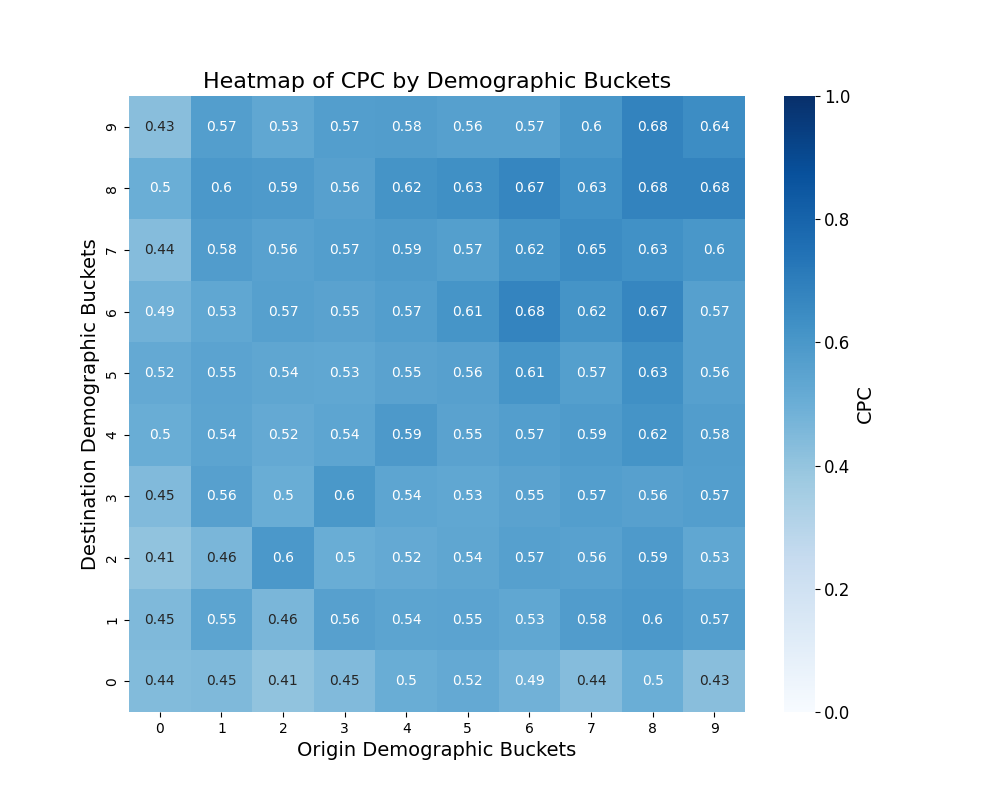 Heatmap of CPC by Demographic Buckets
9 0.43 0.57 0.53 0.57 0.58 0.56 0.57 0.6 0.68 0.64
8 0.5 0.6 0.59 0.56 0.62 0.63 0.67 0.63 0.68 0.68
7 0.44 0.58 0.56 0.57 0.59 0.57 0.62 0.65 0.63 0.6
6 0.49 0.53 0.57 0.55 0.57 0.61 0.68 0.62 0.67 0.57
5 0.52 0.55 0.54 0.53 0.55 0.56 0.61 0.57 0.63 0.56
4 0.5 0.54 0.52 0.54 0.59 0.55 0.57 0.59 0.62 0.58
3 0.45 0.56 0.5 0.6 0.54 0.53 0.55 0.57 0.56 0.57
2 0.41 0.46 0.6 0.5 0.52 0.54 0.57 0.56 0.59 0.53
1 0.45 0.55 0.46 0.56 0.54 0.55 0.53 0.58 0.6 0.57
0 0.44 0.45 0.41 0.45 0.5 0.52 0.49 0.44 0.5 0.43
0 1 2 3 4 5 6 7 8 9
Origin Demographic Buckets
Destination Demographic Buckets
1.0
0.8
0.6
0.4
0.2
0.0
CPC